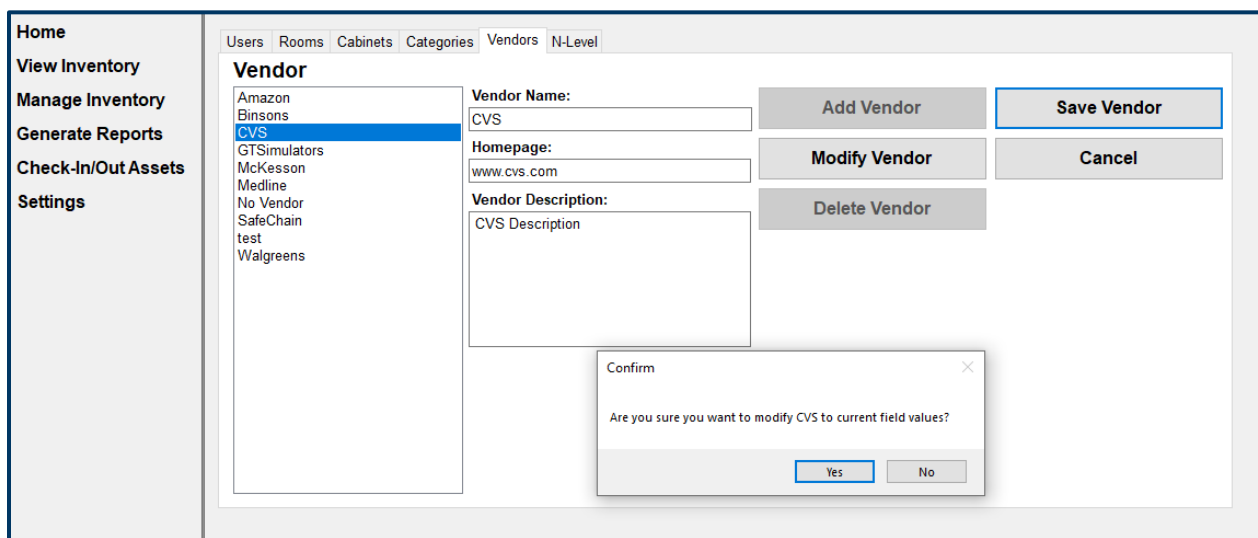 Home
View Inventory
Manage Inventory
Generate Reports
Check-In/Out Assets
Settings
Users Rooms Cabinets Categories Vendors N-Level
Vendor
Amazon
Binsons
CVS
GTSimulators
McKesson
Medline
No Vendor
SafeChain
test
Walgreens
Vendor Name:
CVS
Homepage:
www.cvs.com
Vendor Description:
CVS Description
Add Vendor
Save Vendor
Modify Vendor
Cancel
Delete Vendor
Confirm
Are you sure you want to modify CVS to current field values?
Yes No